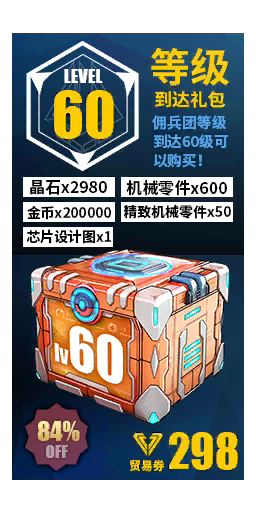 LEVEL
60
等级
到达礼包
佣兵团等级
到达60级可
以购买！
晶石x2980
机械零件x600
金币x200000
精致机械零件x50
芯片设计图x1
lv60
84%
OFF
贸易券 298